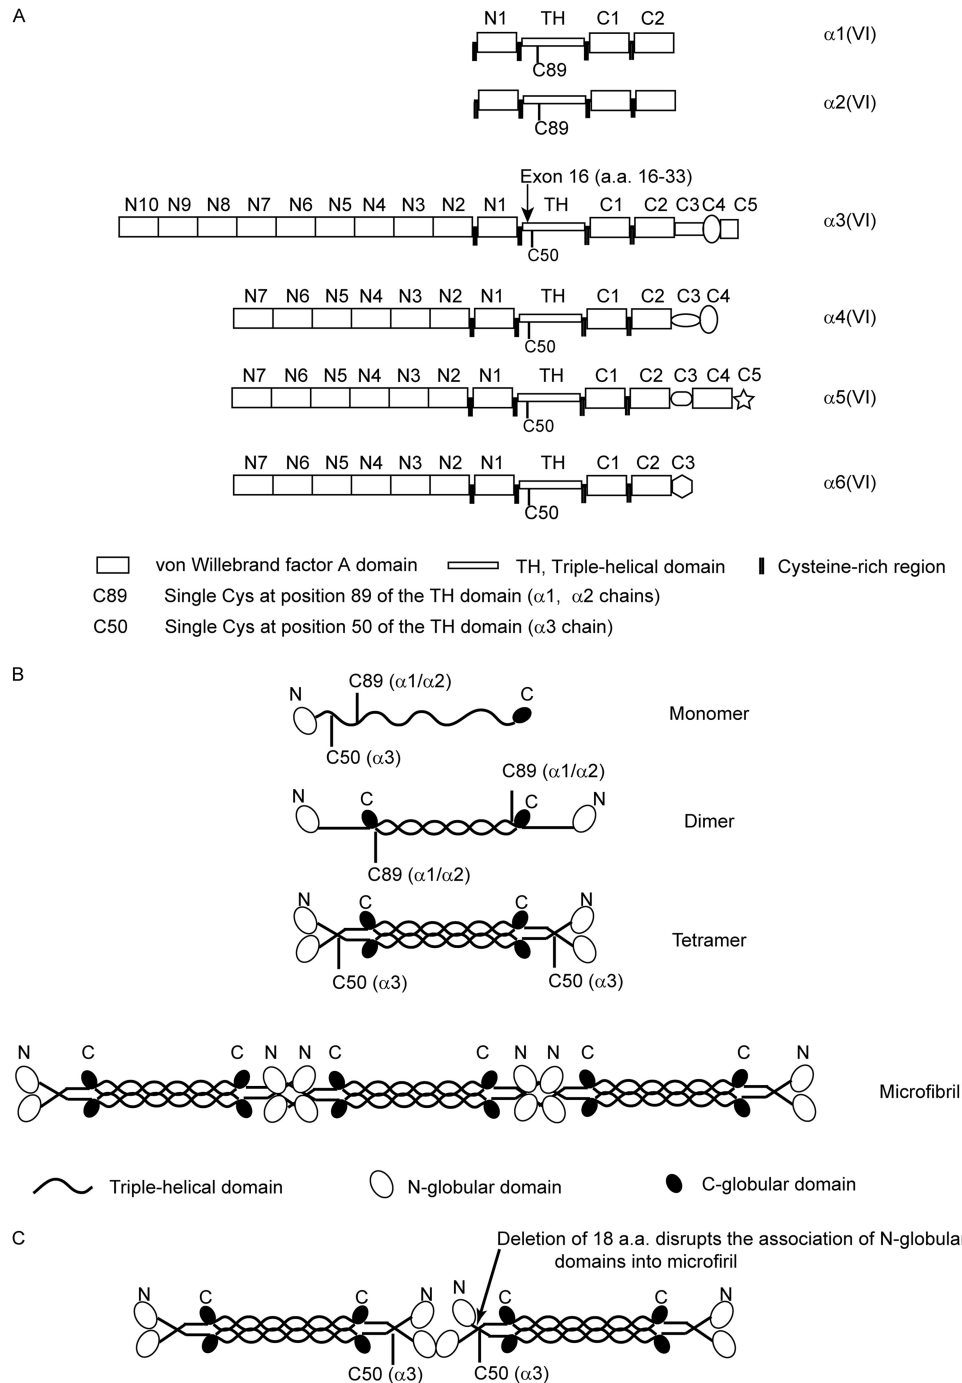 A
N1 TH C1 C2
α1(VI)
C89
α2(VI)
C89
Exon 16 (a.a. 16-33)
N10 N9 N8 N7 N6 N5 N4 N3 N2 N1 TH C1 C2 C3 C4 C5
α3(VI)
C50
N7 N6 N5 N4 N3 N2 N1 TH C1 C2 C3 C4
α4(VI)
C50
N7 N6 N5 N4 N3 N2 N1 TH C1 C2 C3 C4 C5
α5(VI)
C50
N7 N6 N5 N4 N3 N2 N1 TH C1 C2 C3
α6(VI)
C50
von Willebrand factor A domain TH, Triple-helical domain Cysteine-rich region
C89 Single Cys at position 89 of the TH domain (α1, α2 chains)
C50 Single Cys at position 50 of the TH domain (α3 chain)
B
C89 (α1/α2)
N C
Monomer
C50 (α3)
C89 (α1/α2)
N C C N
Dimer
C89 (α1/α2)
N C C N
Tetramer
C50 (α3) C50 (α3)
N C C N N C C N N C C N
Microfibril
Triple-helical domain N-globular domain C-globular domain
C
Deletion of 18 a.a. disrupts the association of N-globular
domains into microfiril
N C C N N C C N
C50 (α3) C50 (α3)